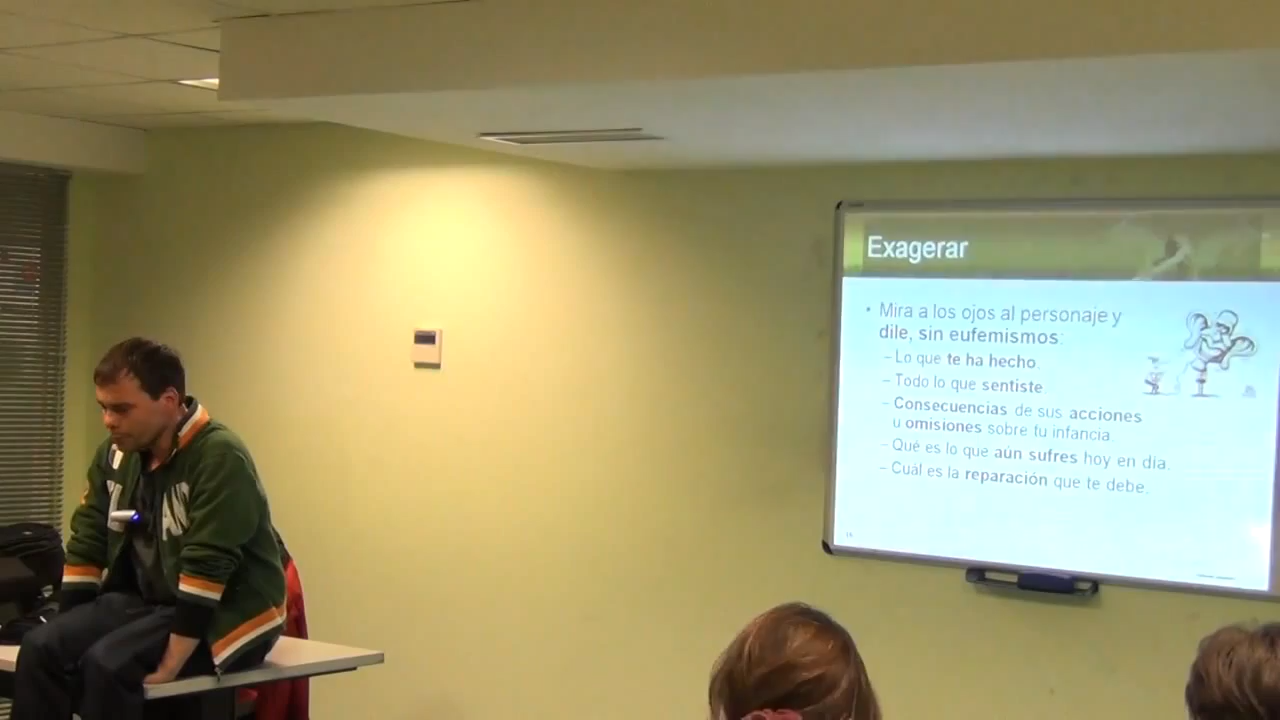 Exagerar
• Mira a los ojos al personaje y
dile, sin eufemismos:
– Lo que te ha hecho.
– Todo lo que sentiste.
– Consecuencias de sus acciones
u omisiones sobre tu infancia.
– Qué es lo que aún sufres hoy en día.
– Cuál es la reparación que te debe.